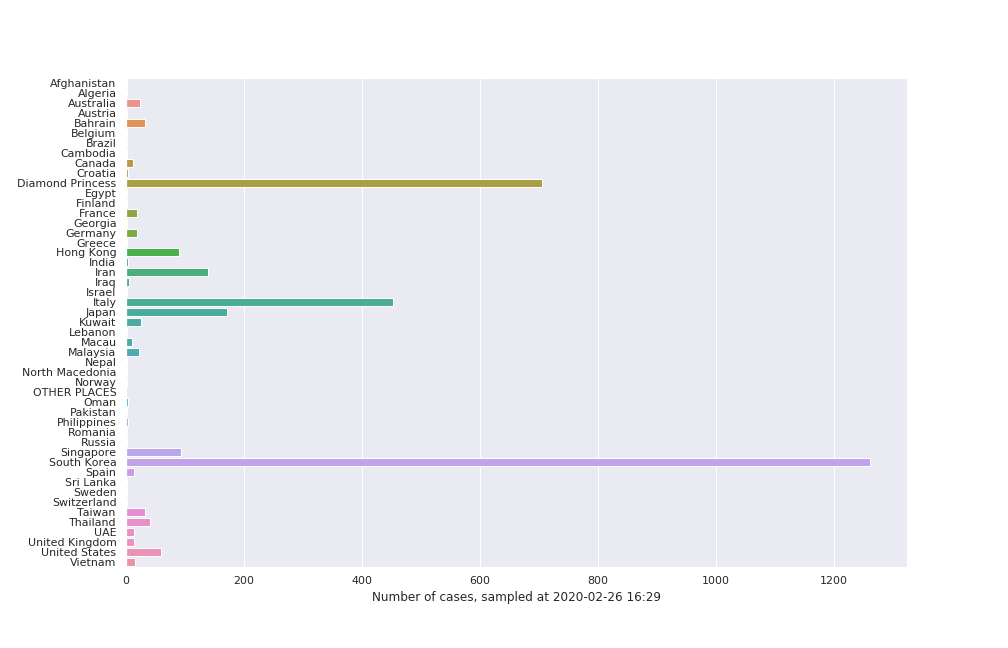 Afghanistan
Algeria
Australia
Austria
Bahrain
Belgium
Brazil
Cambodia
Canada
Croatia
Diamond Princess
Egypt
Finland
France
Georgia
Germany
Greece
Hong Kong
India
Iran
Iraq
Israel
Italy
Japan
Kuwait
Lebanon
Macau
Malaysia
Nepal
North Macedonia
Norway
OTHER PLACES
Oman
Pakistan
Philippines
Romania
Russia
Singapore
South Korea
Spain
Sri Lanka
Sweden
Switzerland
Taiwan
Thailand
UAE
United Kingdom
United States
Vietnam
0 200 400 600 800 1000 1200
Number of cases, sampled at 2020-02-26 16:29